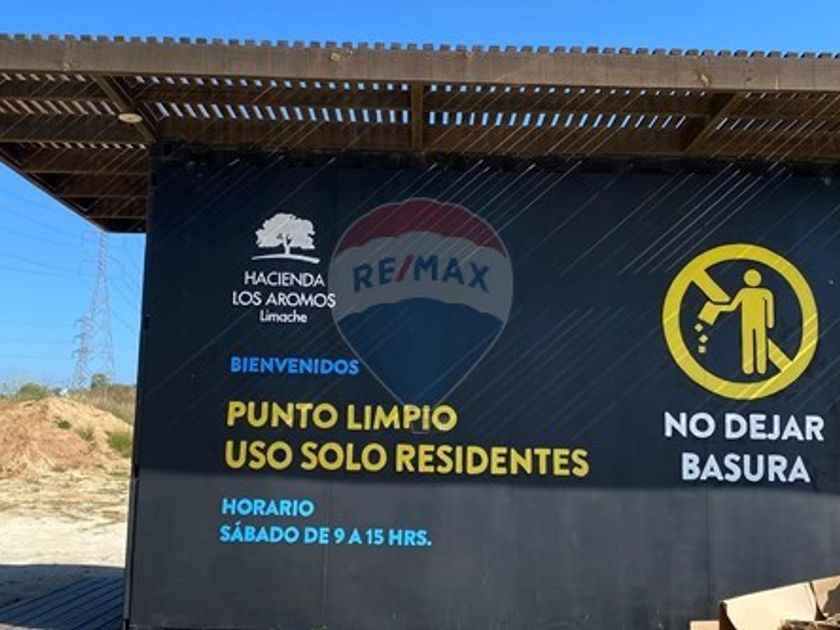 HACIENDA
LOS AROMOS
Limache
RE/MAX
BIENVENIDOS
PUNTO LIMPIO
USO SOLO RESIDENTES
HORARIO
SÁBADO DE 9 A 15 HRS.
NO DEJAR
BASURA